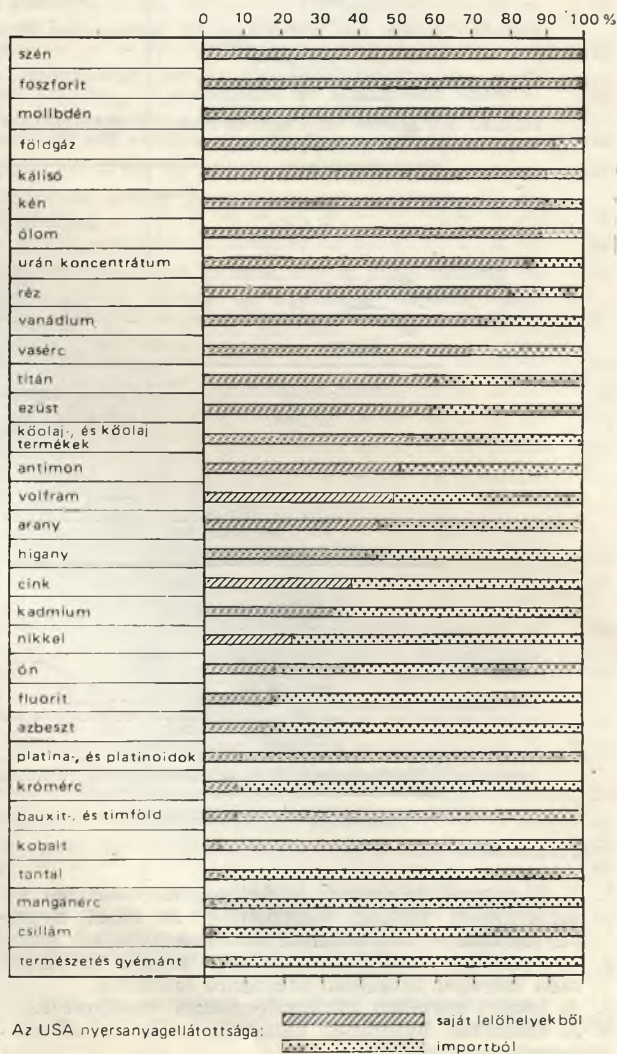 0 10 20 30 40 50 60 70 80 90 100 %
szén
foszforit
molibdén
földgáz
kálisó
kén
ólom
urán koncentrátum
réz
vanádium
vasérc
titán
ezüst
kőolaj-, és kőolaj
termékek
antimon
volfram
arany
higany
cink
kadmium
nikkel
ón
fluorit
azbeszt
platina-, és platinoidok
krómérc
bauxit-, és timföld
kobalt
tantal
mangánérc
csillám
természetes gyémánt
Az USA nyersanyagellátottsága:
saját lelőhelyekből
importból